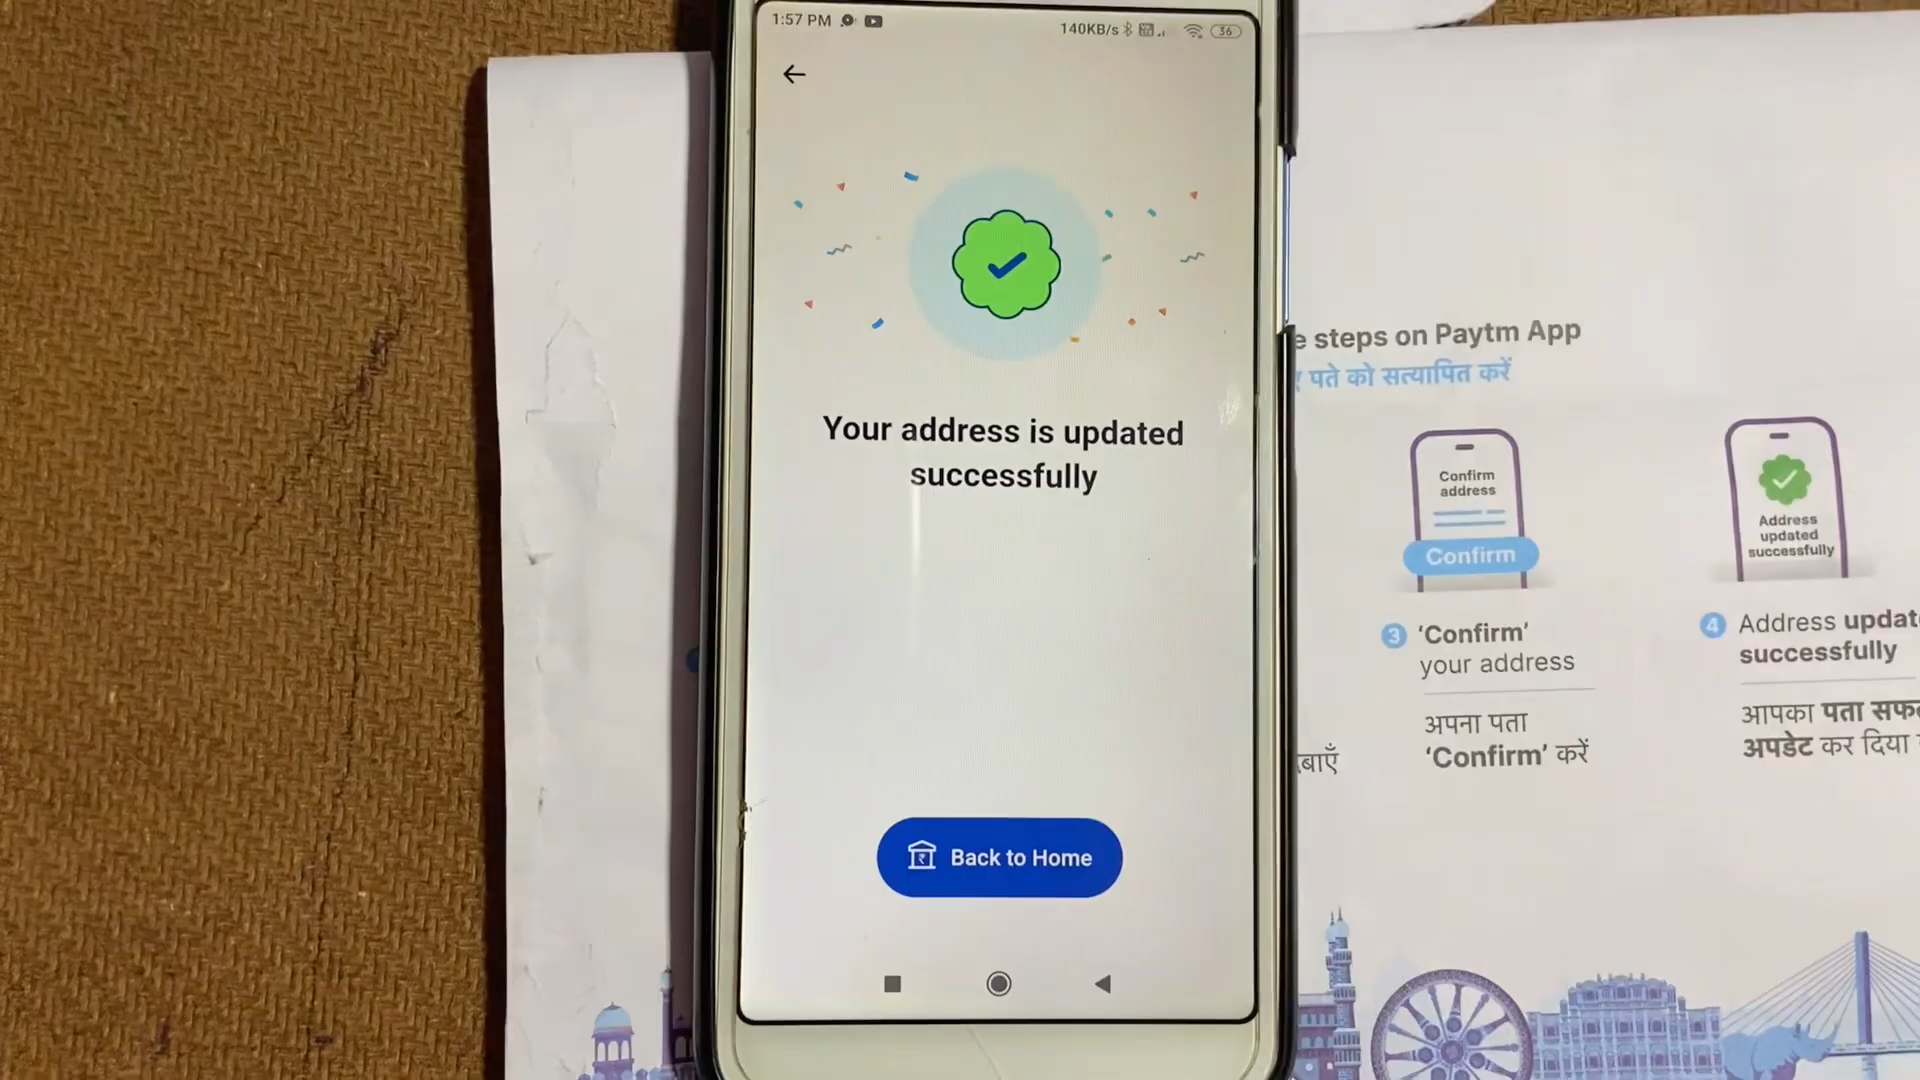 1:57 PM
140KB/s
36
Your address is updated
successfully
Back to Home
steps on Paytm App
पते को सत्यापित करें
Confirm
address
Confirm
Address
updated
successfully
3 ‘Confirm’
your address
अपना पता
‘Confirm’ करें
4 Address
successfully
आपका पता
अपडेट कर दिया